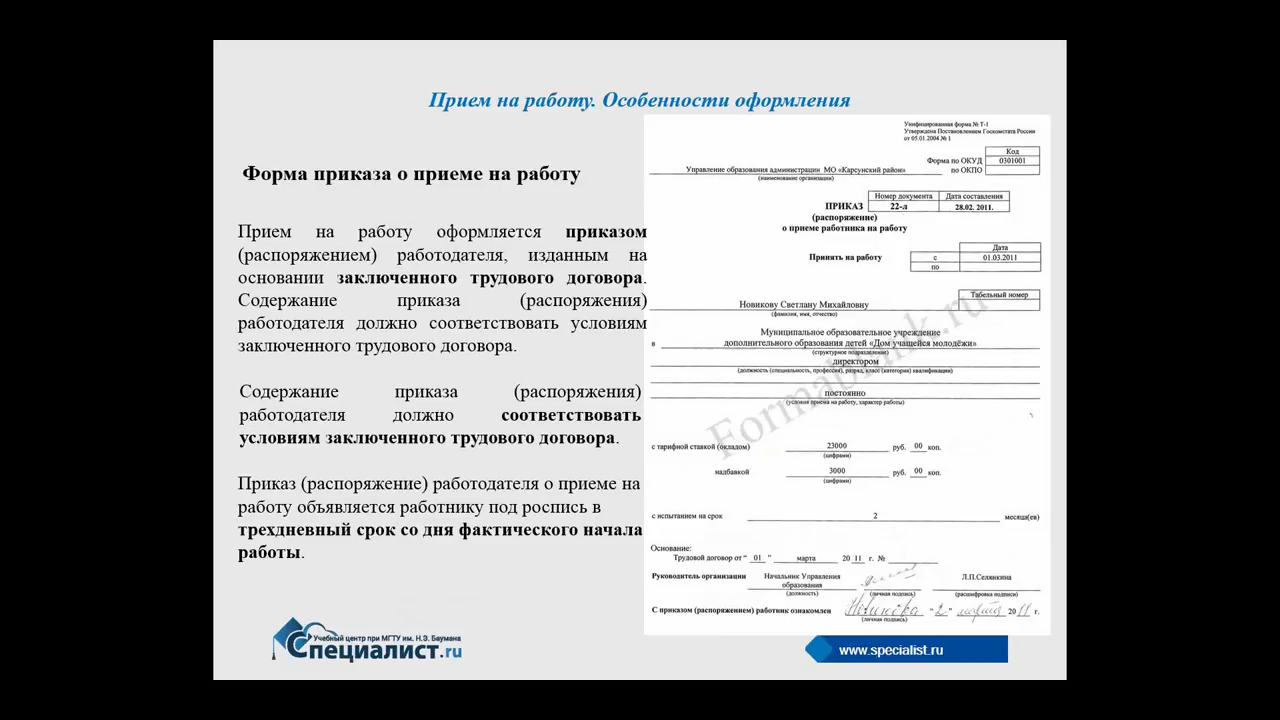 Прием на работу. Особенности оформления
Форма приказа о приеме на работу
Прием на работу оформляется приказом
(распоряжением) работодателя, изданным на
основании заключенного трудового договора.
Содержание приказа (распоряжения)
работодателя должно соответствовать условиям
заключенного трудового договора.
Содержание приказа (распоряжения)
работодателя должно соответствовать
условиям заключенного трудового договора.
Приказ (распоряжение) работодателя о приеме на
работу объявляется работнику под роспись в
трехдневный срок со дня фактического начала
работы.
Унифицированная форма № Т-1
Утверждена Постановлением Госкомстата России
от 05.01.2004 № 1
Код
Форма по ОКУД 0301001
Управление образования администрации МО «Карсунский район» по ОКПО
(наименование организации)
Номер документа Дата составления
ПРИКАЗ 22-л 28.02. 2011.
(распоряжение)
о приеме работника на работу
Дата
Принять на работу с 01.03.2011
по
Табельный номер
Новикову Светлану Михайловну
(фамилия, имя, отчество)
Муниципальное образовательное учреждение
в дополнительного образования детей «Дом учащейся молодёжи»
(структурное подразделение)
директором
(должность (специальность, профессия), разряд, класс (категория) квалификации)
постоянно
(условия приема на работу, характер работы)
с тарифной ставкой (окладом) 23000 руб. 00 коп.
(цифрами)
надбавкой 3000 руб. 00 коп.
(цифрами)
с испытанием на срок 2 месяца(ев)
Основание:
Трудовой договор от “ 01 ” марта 20 11 г. №
Руководитель организации Начальник Управления образования Л.П.Селянкина
(должность) (личная подпись) (расшифровка подписи)
С приказом (распоряжением) работник ознакомлен Новикова “ 2 ” марта 20 11 г.
(личная подпись)
Formablank.ru
Учебный центр при МГТУ им. Н.Э. Баумана
Специалист.ru
www.specialist.ru